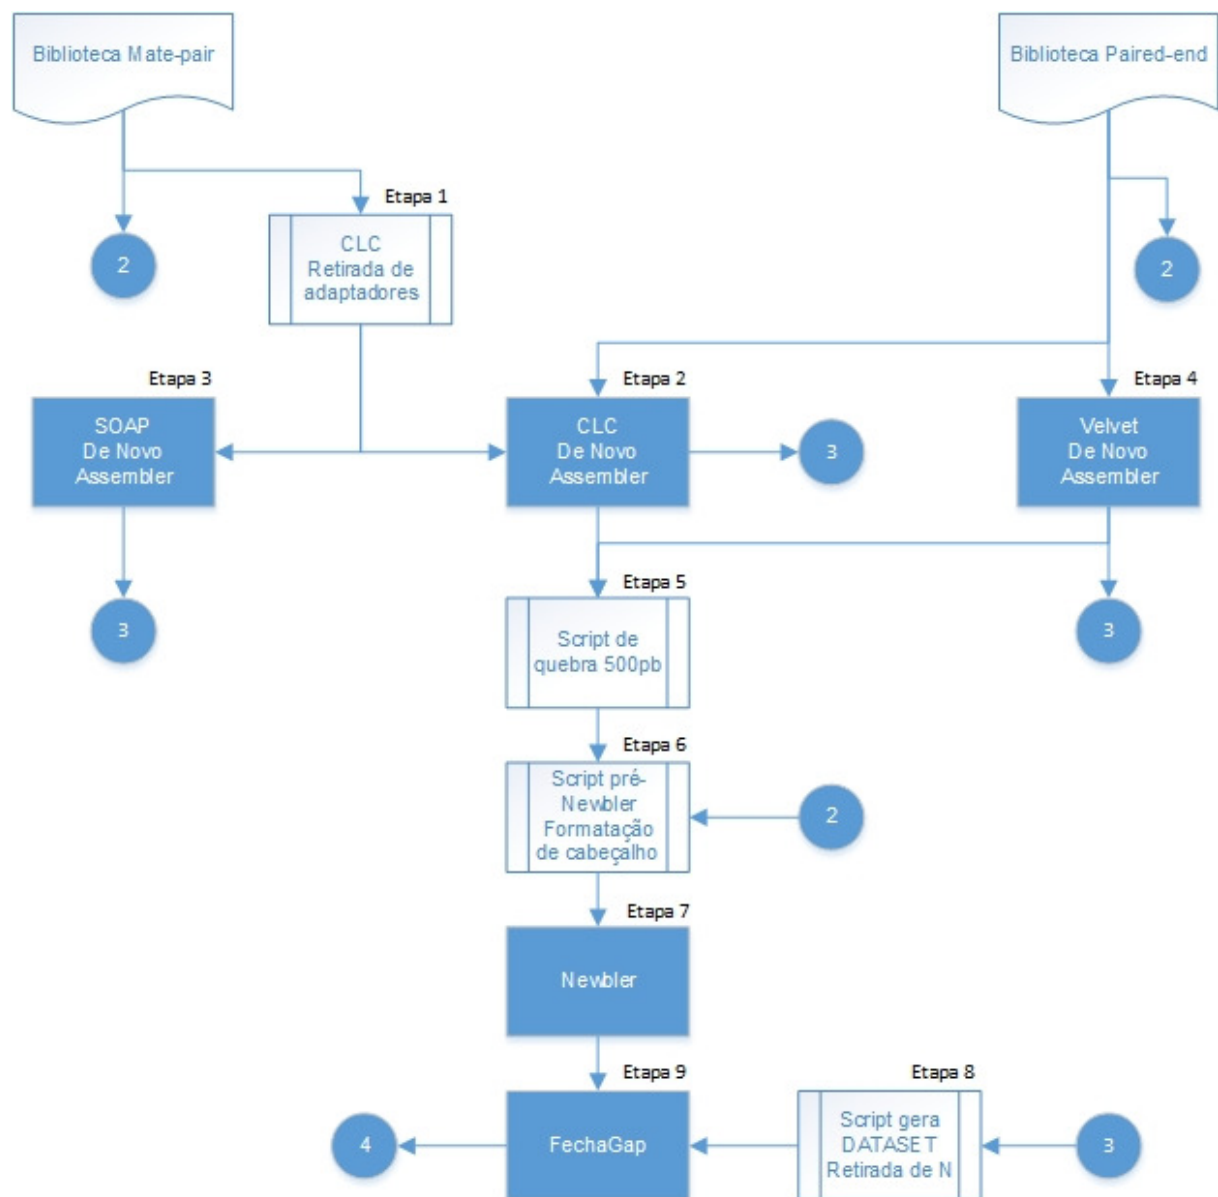 Biblioteca Mate-pair
Biblioteca Paired-end
Etapa 1
CLC
Retirada de
adaptadores
2
2
Etapa 3
SOAP
De Novo
Assembler
Etapa 2
CLC
De Novo
Assembler
3
Etapa 4
Velvet
De Novo
Assembler
3
Etapa 5
Script de
quebra 500pb
3
Etapa 6
Script pré-
Newbler
Formatação
de cabeçalho
2
Etapa 7
Newbler
Etapa 9
FechaGap
4
Etapa 8
Script gera
DATASET
Retirada de N
3